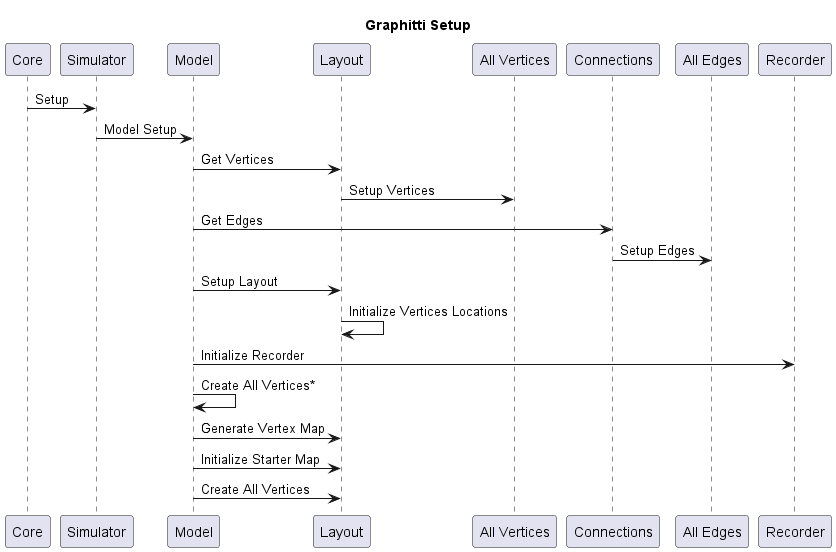 Graphitti Setup
Core Simulator Model Layout All Vertices Connections All Edges Recorder
Setup
Model Setup
Get Vertices
Setup Vertices
Get Edges
Setup Edges
Setup Layout
Initialize Vertices Locations
Initialize Recorder
Create All Vertices*
Generate Vertex Map
Initialize Starter Map
Create All Vertices
Core Simulator Model Layout All Vertices Connections All Edges Recorder